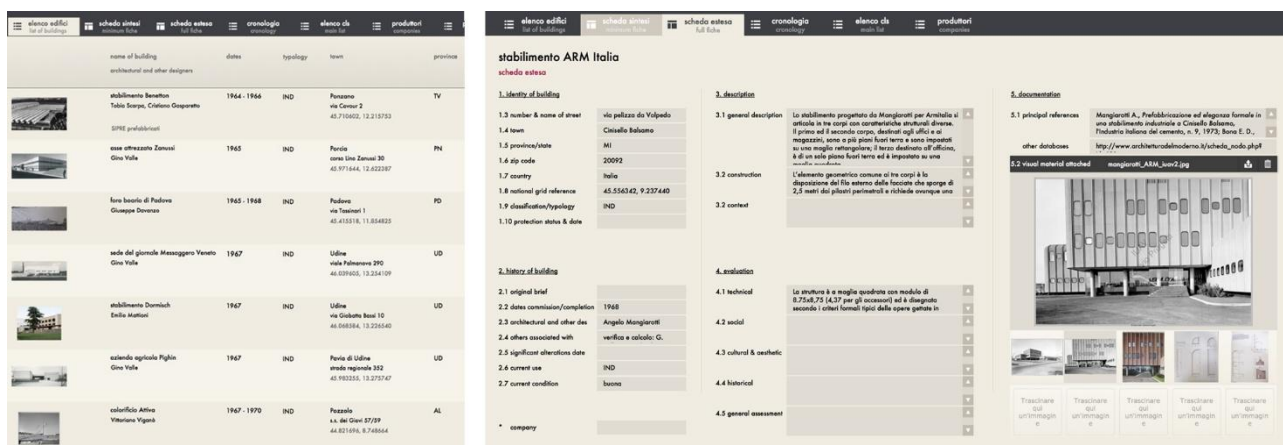 elenco edifici
list of buildings
scheda sintesi
minimum fiche
scheda estesa
full fiche
cronologia
cronology
elenco cls
main list
produttori
companies
name of building
architectural and other designers
dates
typology
town
province
stabilimento Benetton
Tobia Scarpa, Cristiano Gasparetto
SIPRE prefabbricati
1964 - 1966
IND
Ponzano
via Cavour 2
45.710602, 12.215753
TV
asse attrezzato Zanussi
Gino Valle
1965
IND
Porcia
corso Lino Zanussi 30
45.971644, 12.622387
PN
foro boario di Padova
Giuseppe Davanzo
1965 - 1968
IND
Padova
via Tassinari 1
45.415518, 11.854825
PD
sede del giornale Messaggero Veneto
Gino Valle
1967
IND
Udine
viale Palmanova 290
46.039605, 13.254109
UD
stabilimento Dormisch
Emilio Mattioni
1967
IND
Udine
via Giobatta Bassi 10
46.068584, 13.226540
UD
azienda agricola Pighin
Gino Valle
1967
IND
Pavia di Udine
strada regionale 352
45.983255, 13.275747
UD
colorificio Attiva
Vittoriano Viganò
1967 - 1970
IND
Pozzolo
s.s. dei Giovi 57/59
44.821696, 8.748664
AL
elenco edifici
list of buildings
scheda sintesi
minimum fiche
scheda estesa
full fiche
cronologia
cronology
elenco cls
main list
produttori
companies
stabilimento ARM Italia
scheda estesa
1. identity of building
1.3 number & name of street
via pelizza da Volpedo
1.4 town
Cinisello Balsamo
1.5 province/state
MI
1.6 zip code
20092
1.7 country
Italia
1.8 national grid reference
45.556342, 9.237440
1.9 classification/typology
IND
1.10 protection status & date
2. history of building
2.1 original brief
2.2 dates commission/completion
1968
2.3 architectural and other des
Angelo Mangiarotti
2.4 others associated with
verifica e calcolo: G.
2.5 significant alterations date
2.6 current use
IND
2.7 current condition
buona
* company
3. description
3.1 general description
Lo stabilimento progettato da Mangiarotti per Armitalia si
articola in tre corpi con caratteristiche strutturali diverse.
Il primo ed il secondo corpo, destinati agli uffici e ai
magazzini, sono a più piani fuori terra e sono impostati
su una maglia rettangolare; il terzo destinato all'officina,
è di un solo piano fuori terra ed è impostato su una
maglia quadrata
3.2 construction
L'elemento geometrico comune ai tre corpi è la
disposizione del filo esterno delle facciate che sporge di
2,5 metri dai pilastri perimetrali e richiede ovunque una
3.2 context
4. evaluation
4.1 technical
La struttura è a maglia quadrata con modulo di
8.75x8,75 (4,37 per gli accessori) ed è disegnata
secondo i criteri formali tipici delle opere gettate in
4.2 social
4.3 cultural & aesthetic
4.4 historical
4.5 general assessment
5. documentation
5.1 principal references
Mangiarotti A., Prefabbricazione ed eleganza formale in
uno stabilimento industriale a Cinisello Balsamo,
l'Industria italiana del cemento, n. 9, 1973; Bona E. D.,
other databases
http://www.architetturadelmoderno.it/scheda_nodo.php?
5.2 visual material attached
mangiarotti_ARM_iuav2.jpg
Trascinare
qui
un'immagin
e
Trascinare
qui
un'immagin
e
Trascinare
qui
un'immagin
e
Trascinare
qui
un'immagin
e
Trascinare
qui
un'immagin
e